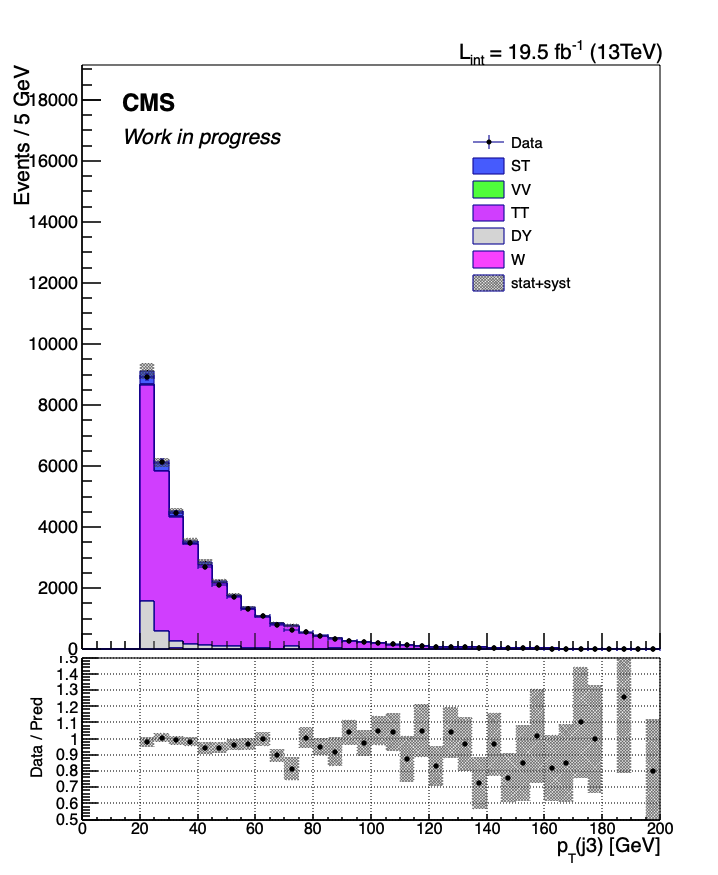 L_int = 19.5 fb^-1 (13TeV)
Events / 5 GeV
CMS
Work in progress
18000
16000
14000
12000
10000
8000
6000
4000
2000
0
Data
ST
VV
TT
DY
W
stat+syst
Data / Pred
1.5
1.4
1.3
1.2
1.1
1
0.9
0.8
0.7
0.6
0.5
0 20 40 60 80 100 120 140 160 180 200
p_T(j3) [GeV]